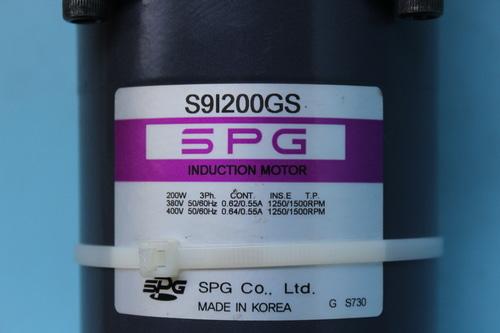 S9I200GS
SPG
INDUCTION MOTOR
200W 3Ph. CONT. INS.E T.P.
380V 50/60Hz 0.62/0.55A 1250/1500RPM
400V 50/60Hz 0.64/0.55A 1250/1500RPM
SPG SPG Co., Ltd.
MADE IN KOREA G S730